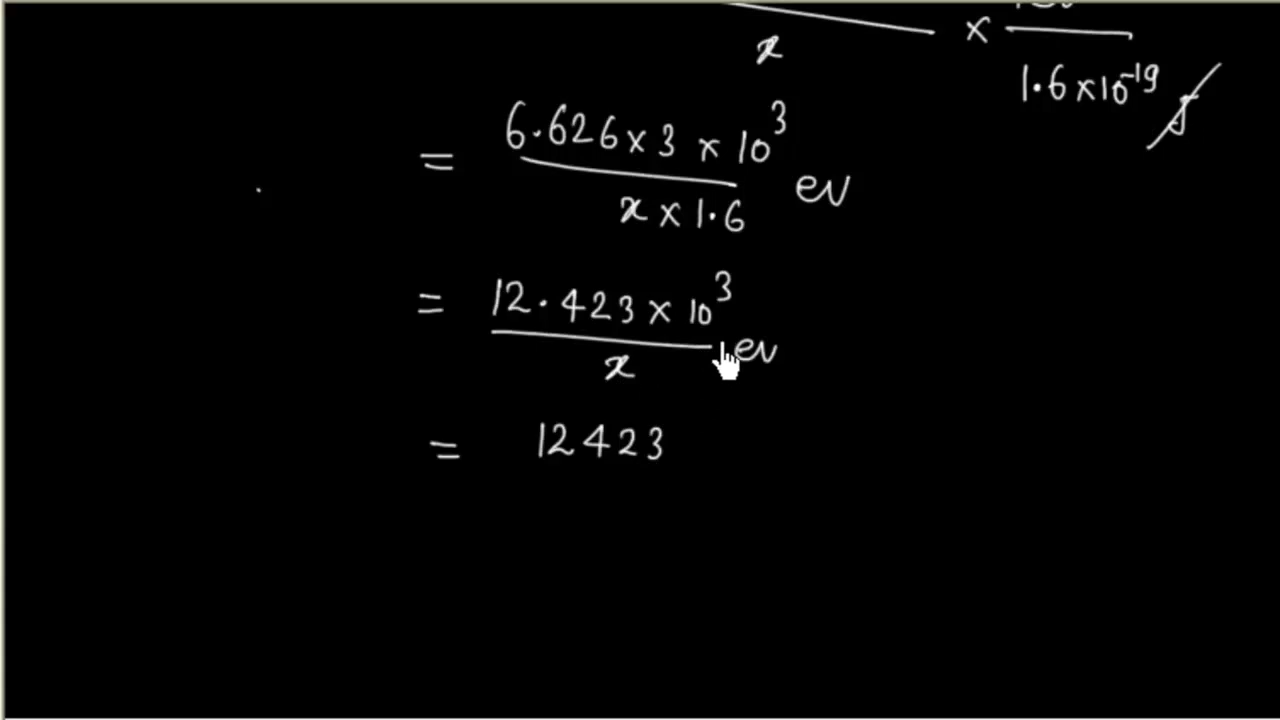 x × 1.6×10⁻¹⁹ J
= 6.626 × 3 × 10³ / x × 1.6 ev
= 12.423 × 10³ / x ev
= 12423